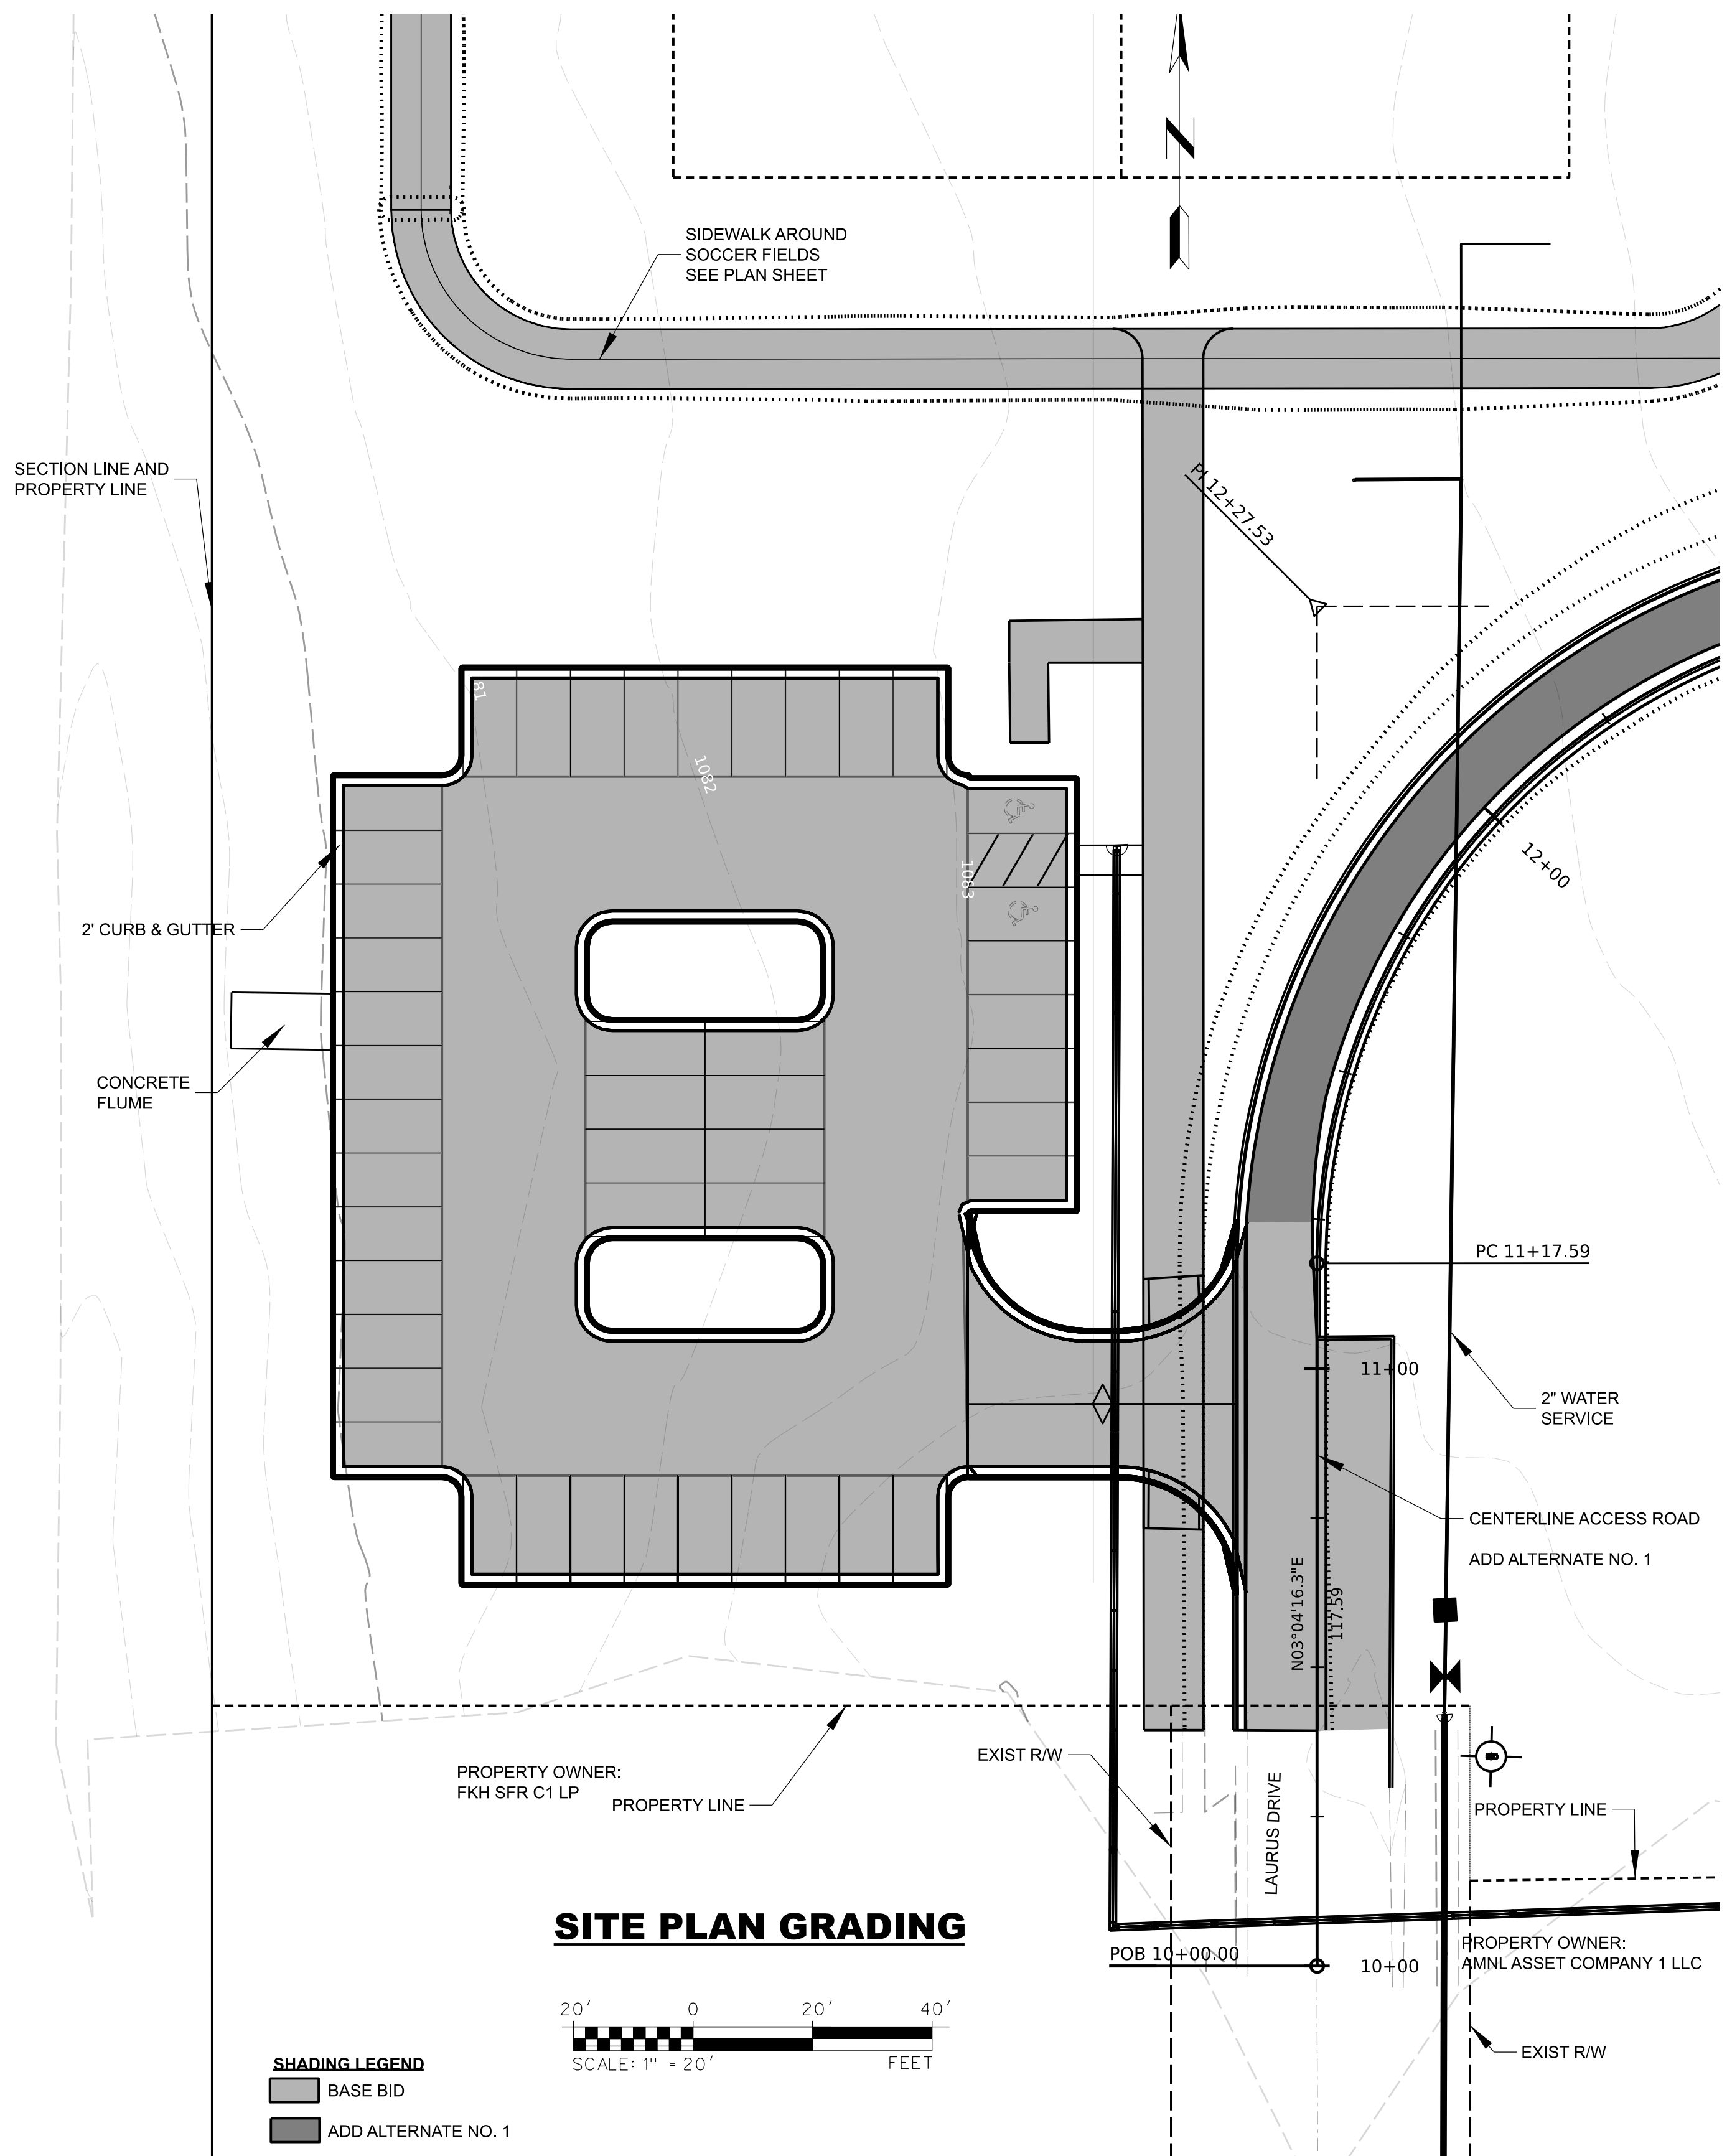 N
SIDEWALK AROUND
SOCCER FIELDS
SEE PLAN SHEET
SECTION LINE AND
PROPERTY LINE
PI 12+27.53
81
1082
1083
12+00
2' CURB & GUTTER
CONCRETE
FLUME
PC 11+17.59
11+00
2" WATER
SERVICE
CENTERLINE ACCESS ROAD
ADD ALTERNATE NO. 1
N03°04'16.3"E
117.59
EXIST R/W
PROPERTY OWNER:
FKH SFR C1 LP
PROPERTY LINE
LAURUS DRIVE
PROPERTY LINE
SITE PLAN GRADING
POB 10+00.00
10+00
PROPERTY OWNER:
AMNL ASSET COMPANY 1 LLC
20' 0 20' 40'
SCALE: 1" = 20' FEET
EXIST R/W
SHADING LEGEND
BASE BID
ADD ALTERNATE NO. 1